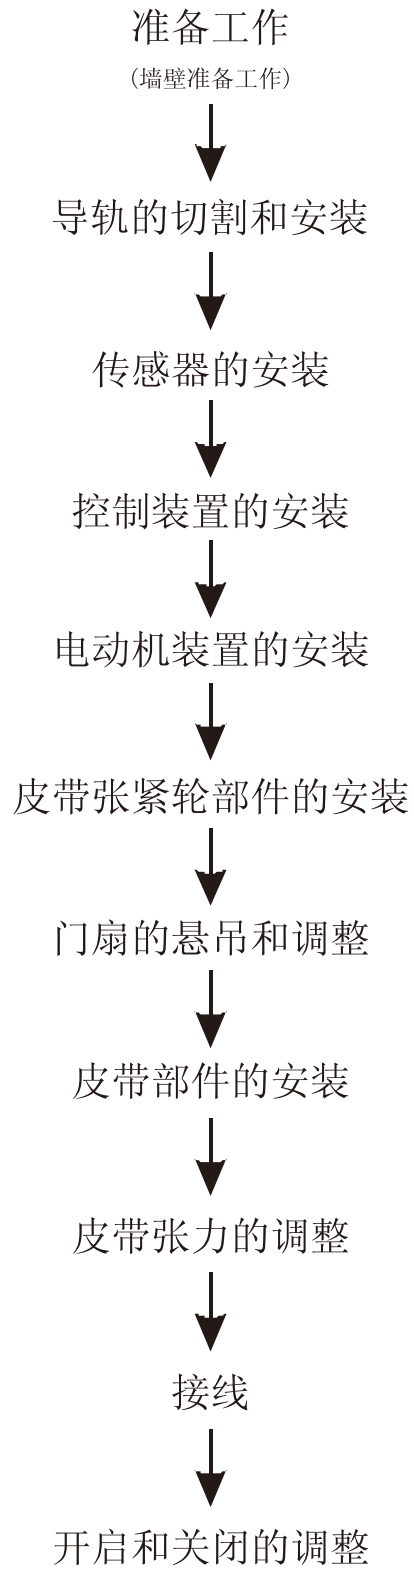 准备工作
（墙壁准备工作）
导轨的切割和安装
传感器的安装
控制装置的安装
电动机装置的安装
皮带张紧轮部件的安装
门扇的悬吊和调整
皮带部件的安装
皮带张力的调整
接线
开启和关闭的调整